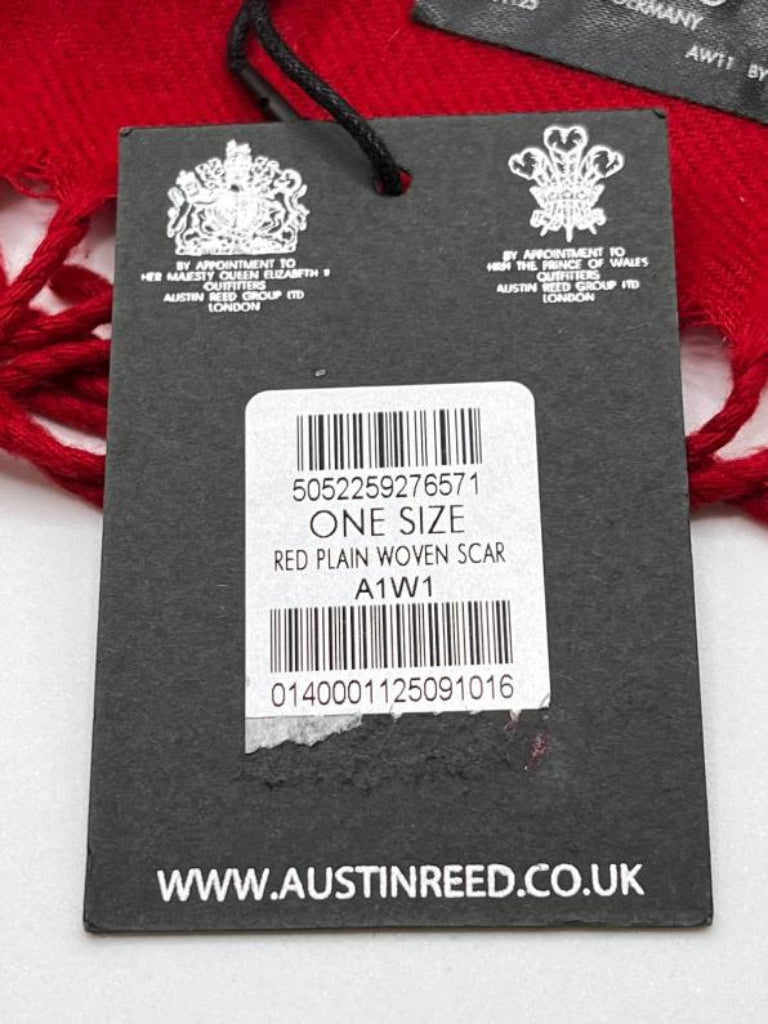 1125
GERMANY
AW11 BY
BY APPOINTMENT TO
HER MAJESTY QUEEN ELIZABETH II
OUTFITTERS
AUSTIN REED GROUP LTD
LONDON
BY APPOINTMENT TO
HRH THE PRINCE OF WALES
OUTFITTERS
AUSTIN REED GROUP LTD
LONDON
5052259276571
ONE SIZE
RED PLAIN WOVEN SCAR
A1W1
0140001125091016
WWW.AUSTINREED.CO.UK